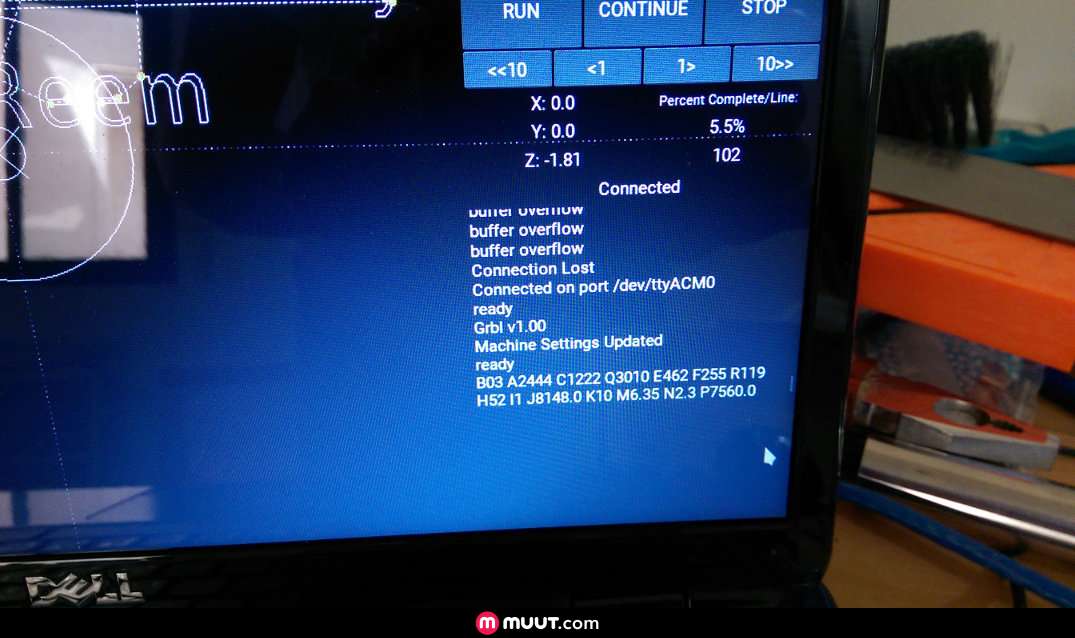 RUN
CONTINUE
STOP
<<10
<1
1>
10>>
X: 0.0
Percent Complete/Line:
Y: 0.0
5.5%
Z: -1.81
102
Connected
buffer overflow
buffer overflow
buffer overflow
Connection Lost
Connected on port /dev/ttyACM0
ready
Grbl v1.00
Machine Settings Updated
ready
B03 A2444 C1222 Q3010 E462 F255 R119
H52 I1 J8148.0 K10 M6.35 N2.3 P7560.0
Reem
DELL
muut.com